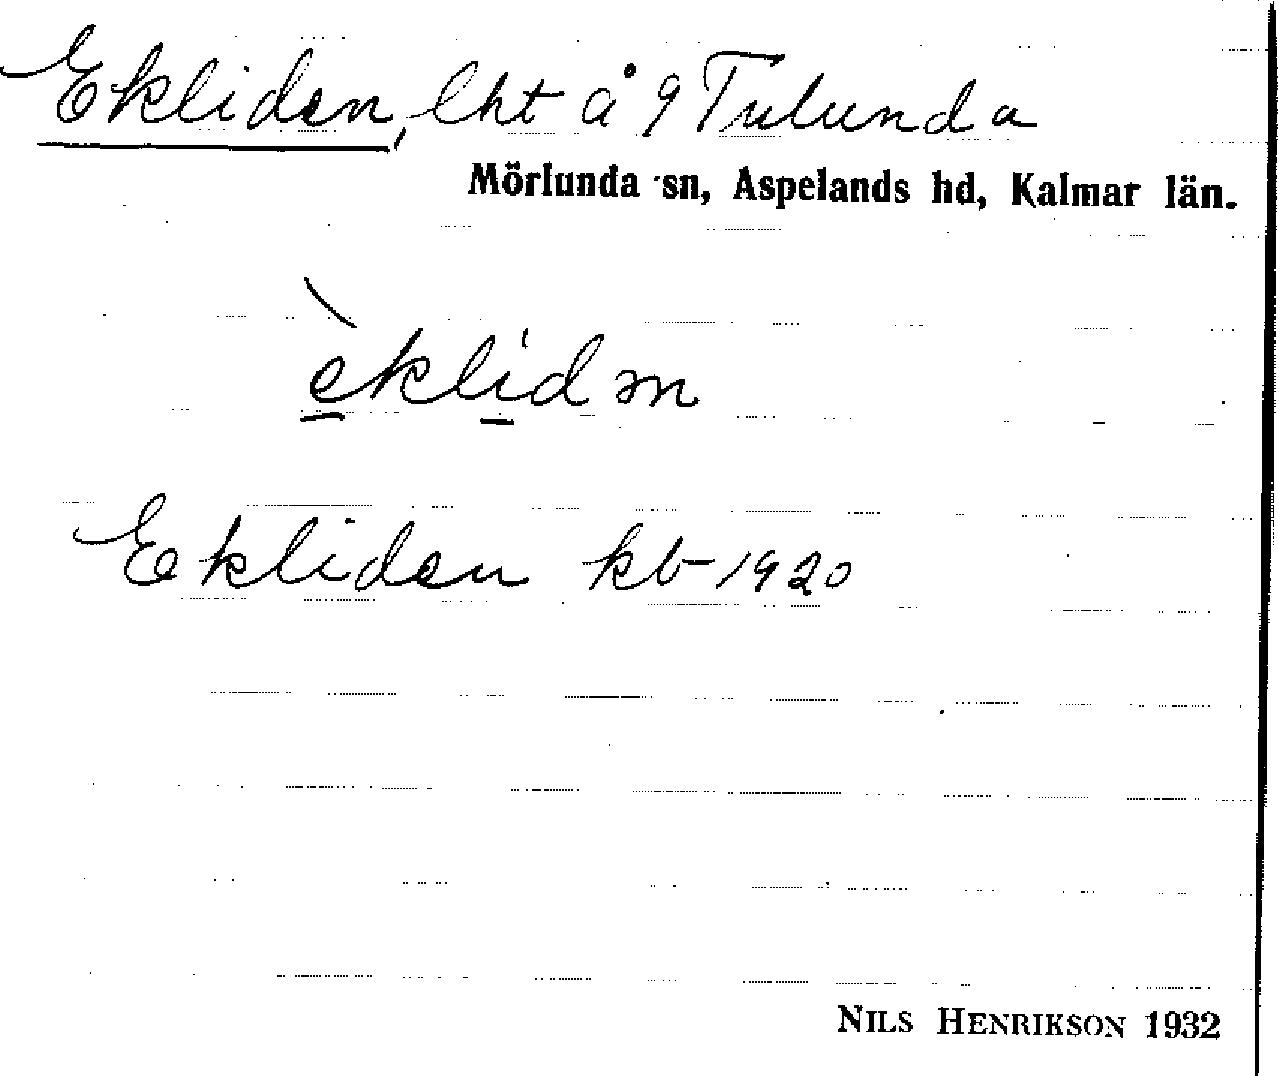 Ekliden, lht å 9 Tulunda
Mörlunda sn, Aspelands hd, Kalmar län.
èklidən
Ekliden kb 1920
NILS HENRIKSON 1932